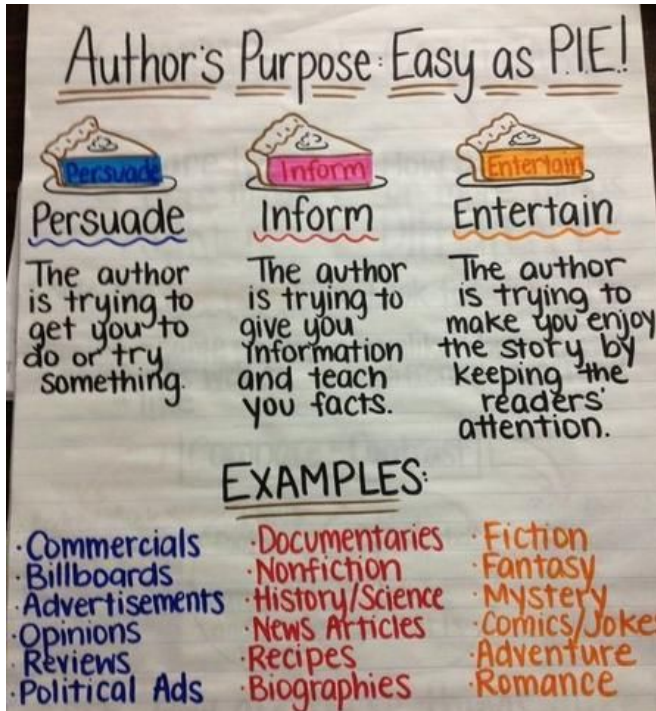 Author's Purpose: Easy as P.I.E!
Persuade
Inform
Entertain
Persuade
The author
is trying to
get you to
do or try
something.
Inform
The author
is trying to
give you
information
and teach
you facts.
Entertain
The author
is trying to
make you enjoy
the story by
keeping the
readers'
attention.
EXAMPLES:
·Commercials
·Billboards
·Advertisements
·Opinions
·Reviews
·Political Ads
·Documentaries
·Nonfiction
·History/Science
·News Articles
·Recipes
·Biographies
·Fiction
·Fantasy
·Mystery
·Comics/Joke
·Adventure
·Romance